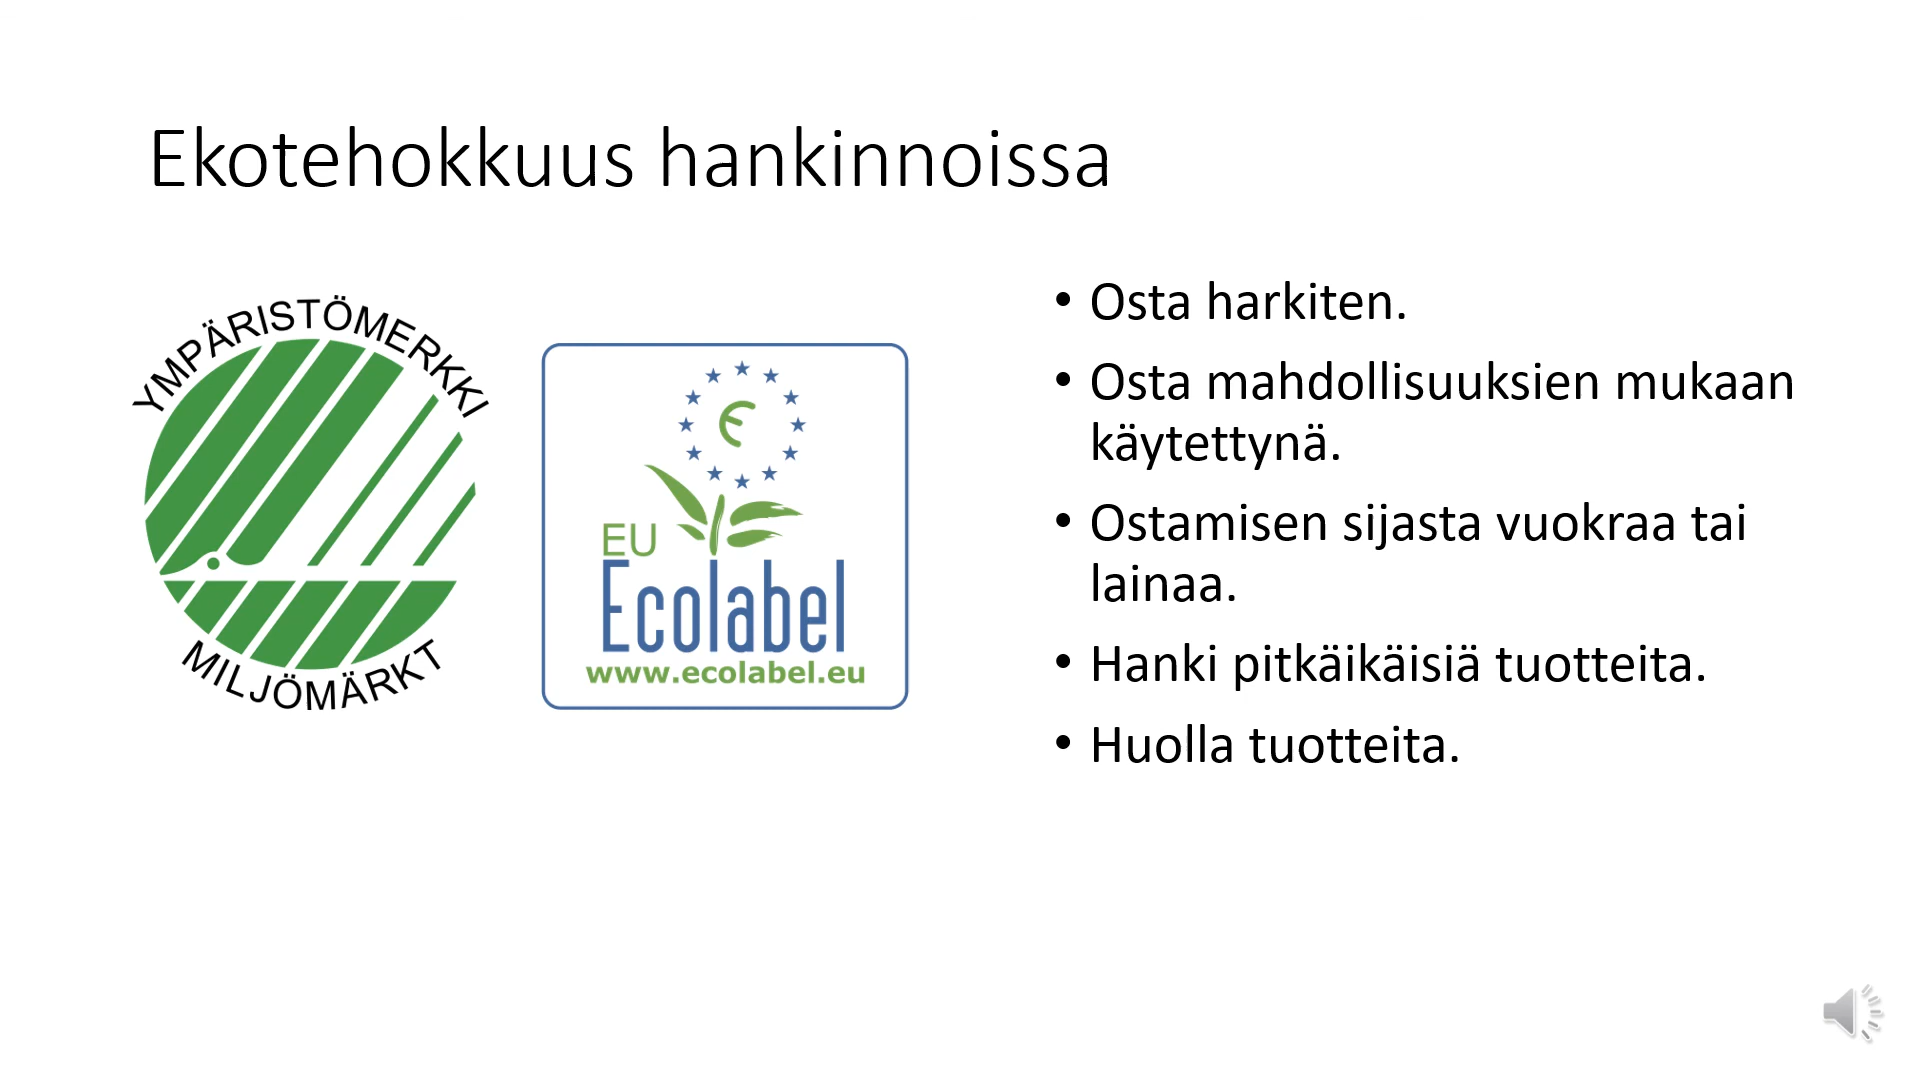 Ekotehokkuus hankinnoissa
YMPÄRISTÖMERKKI
MILJÖMÄRKT
EU
Ecolabel
www.ecolabel.eu
• Osta harkiten.
• Osta mahdollisuuksien mukaan
käytettynä.
• Ostamisen sijasta vuokraa tai
lainaa.
• Hanki pitkäikäisiä tuotteita.
• Huolla tuotteita.